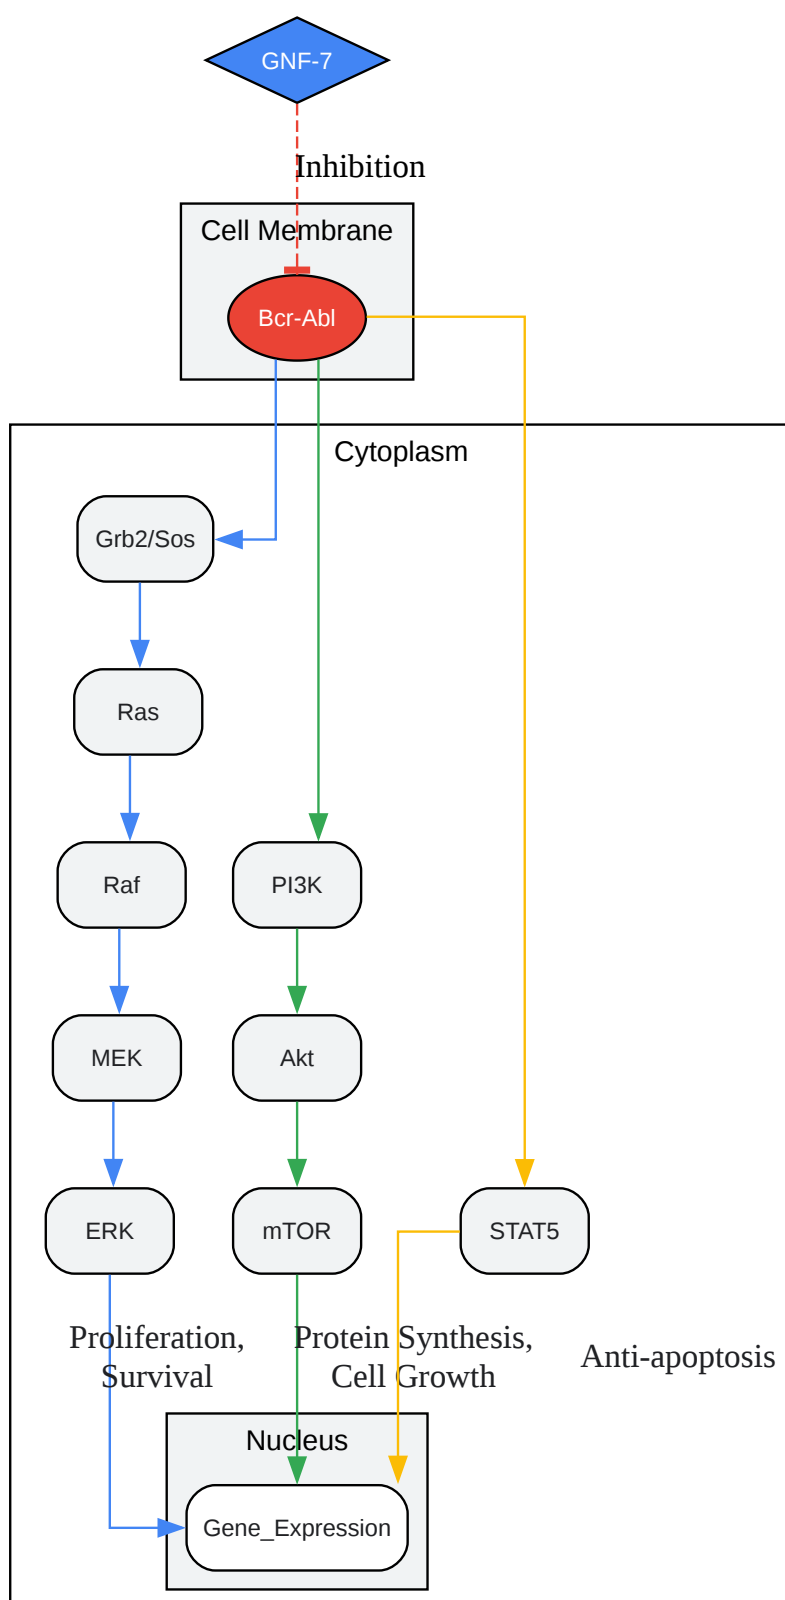 GNF-7
Inhibition
Cell Membrane
Bcr-Abl
Cytoplasm
Grb2/Sos
Ras
Raf
PI3K
MEK
Akt
ERK
mTOR
STAT5
Proliferation,
Survival
Protein Synthesis,
Cell Growth
Anti-apoptosis
Nucleus
Gene_Expression